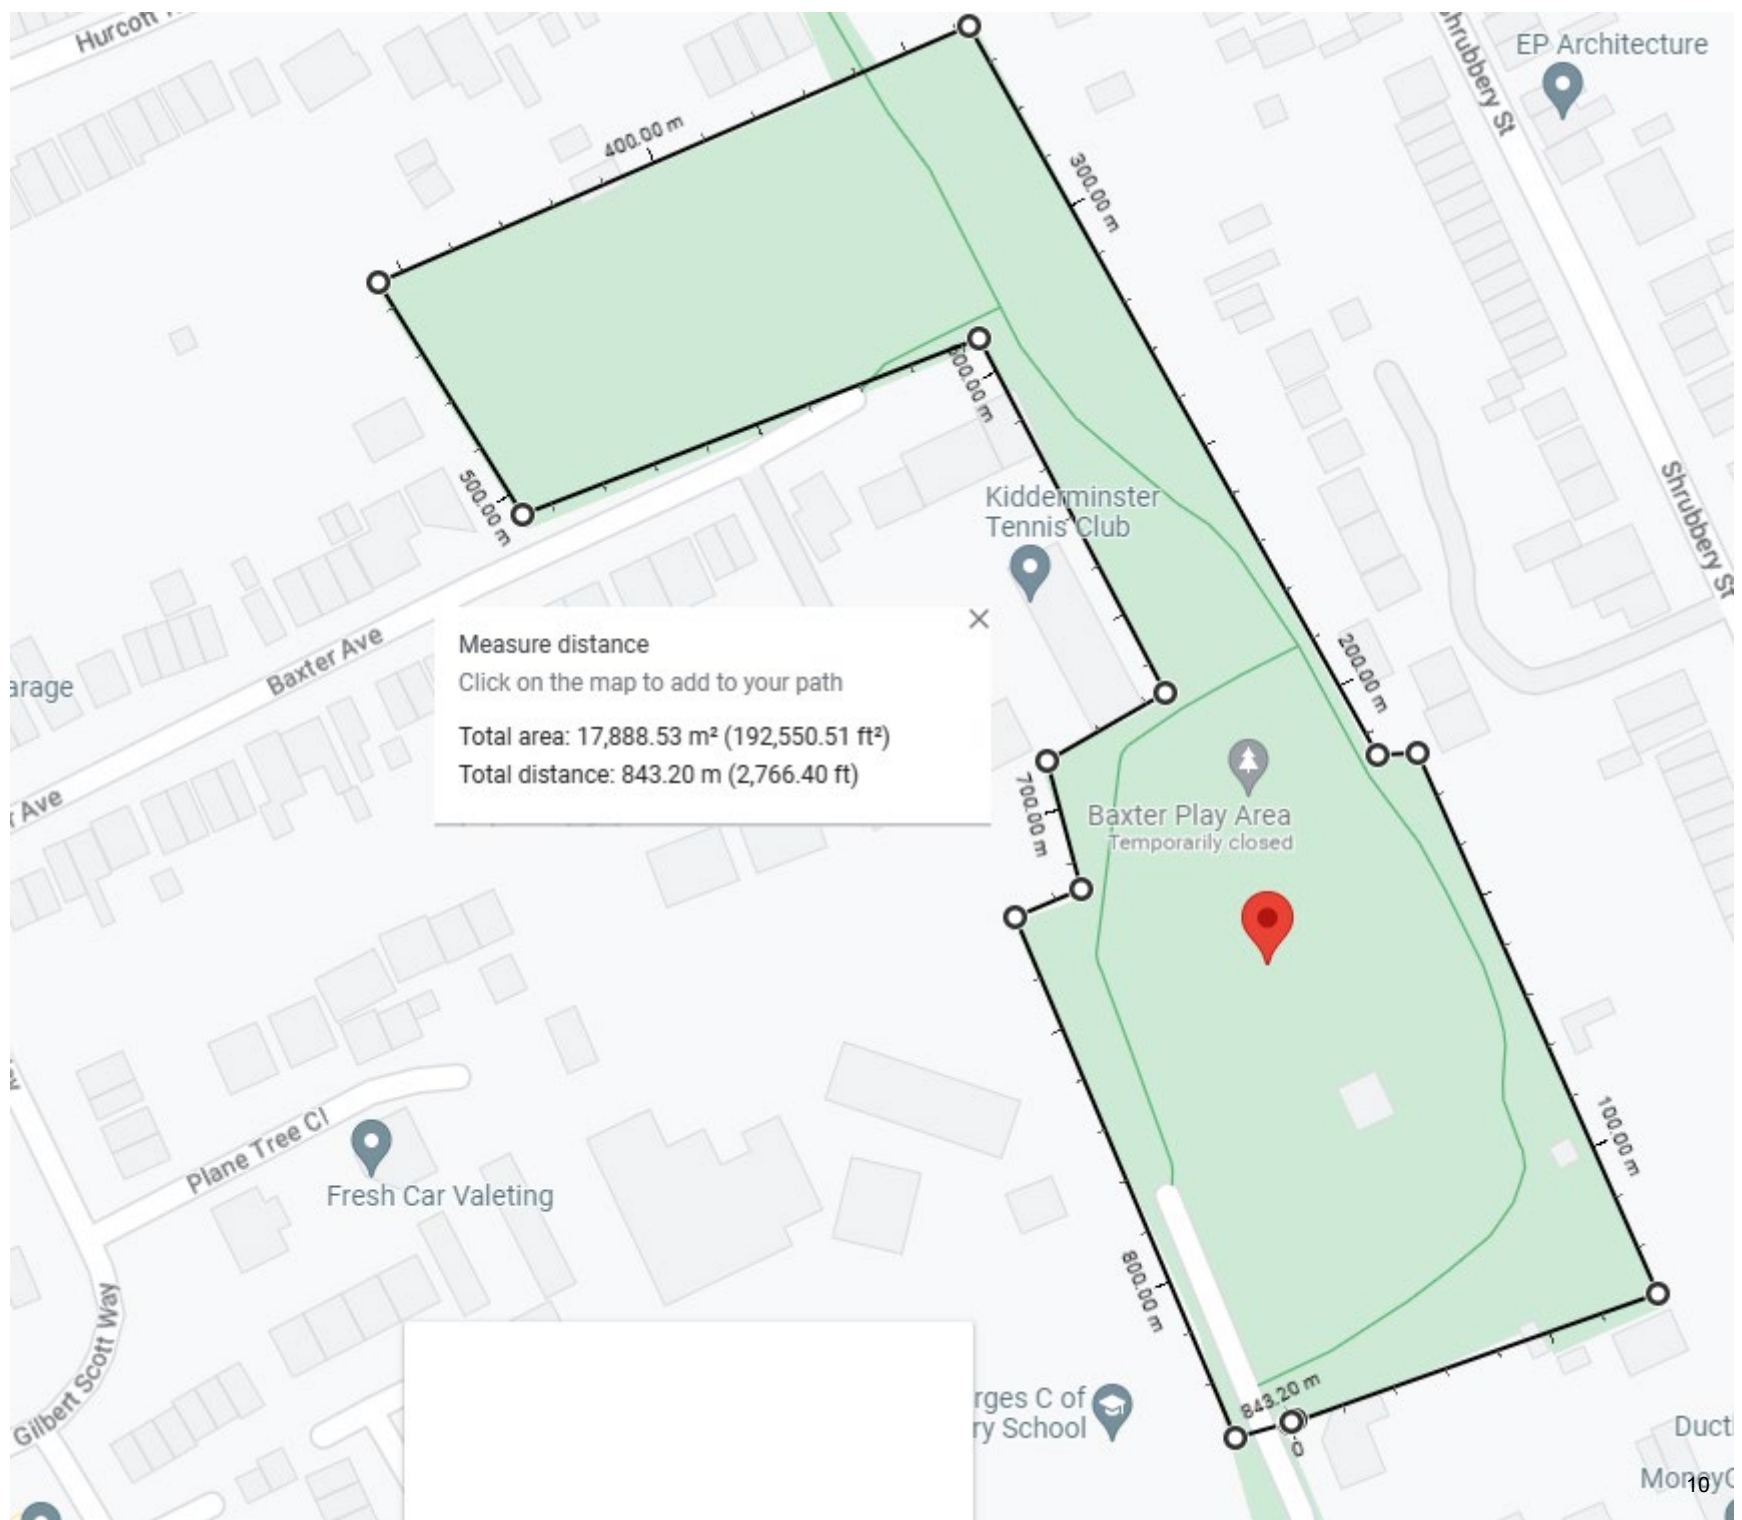 Hurcott
EP Architecture
Shrubbery St
400.00 m
300.00 m
600.00 m
500.00 m
Kidderminster
Tennis Club
Shrubbery St
Baxter Ave
200.00 m
arage
Measure distance
Click on the map to add to your path
Total area: 17,888.53 m² (192,550.51 ft²)
Total distance: 843.20 m (2,766.40 ft)
Ave
700.00 m
Baxter Play Area
Temporarily closed
100.00 m
Plane Tree Cl
Fresh Car Valeting
800.00 m
Gilbert Scott Way
843.20 m
0
rges C of
ry School
Duct
Money
10